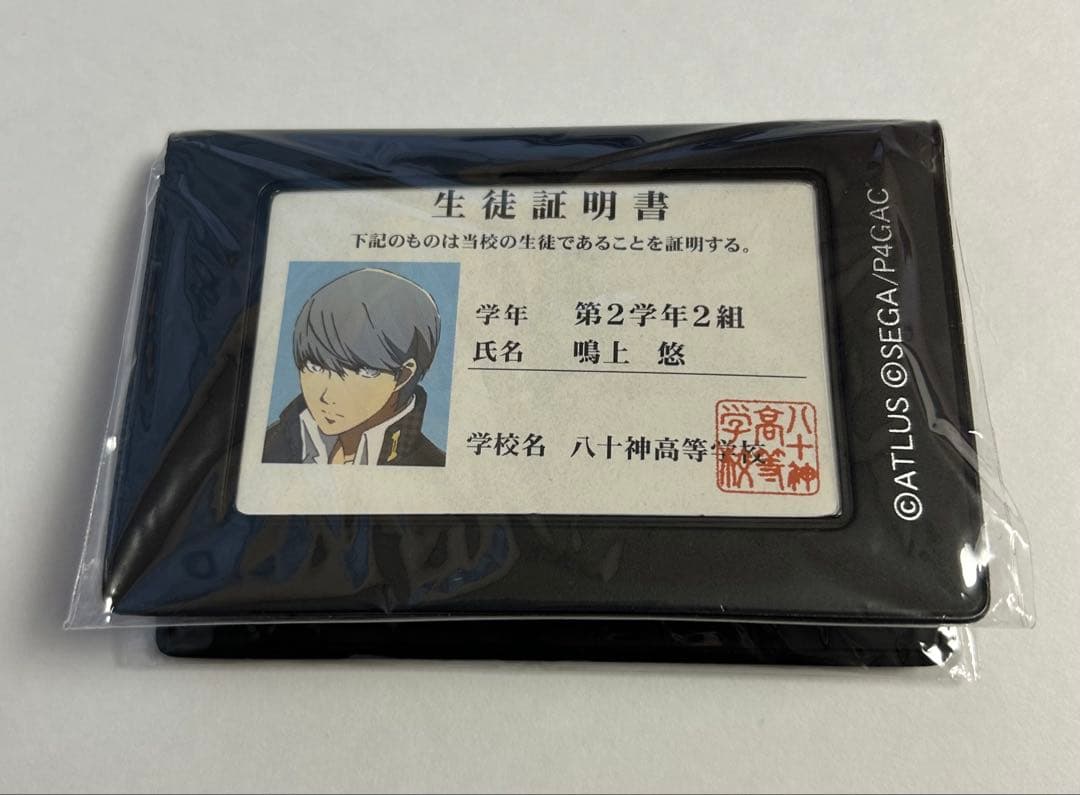 生徒証明書
下記のものは当校の生徒であることを証明する。
学年 第2学年2組
氏名 鳴上 悠
学校名 八十神高等学校
八十神高等学校
©ATLUS ©SEGA/P4GAC
1